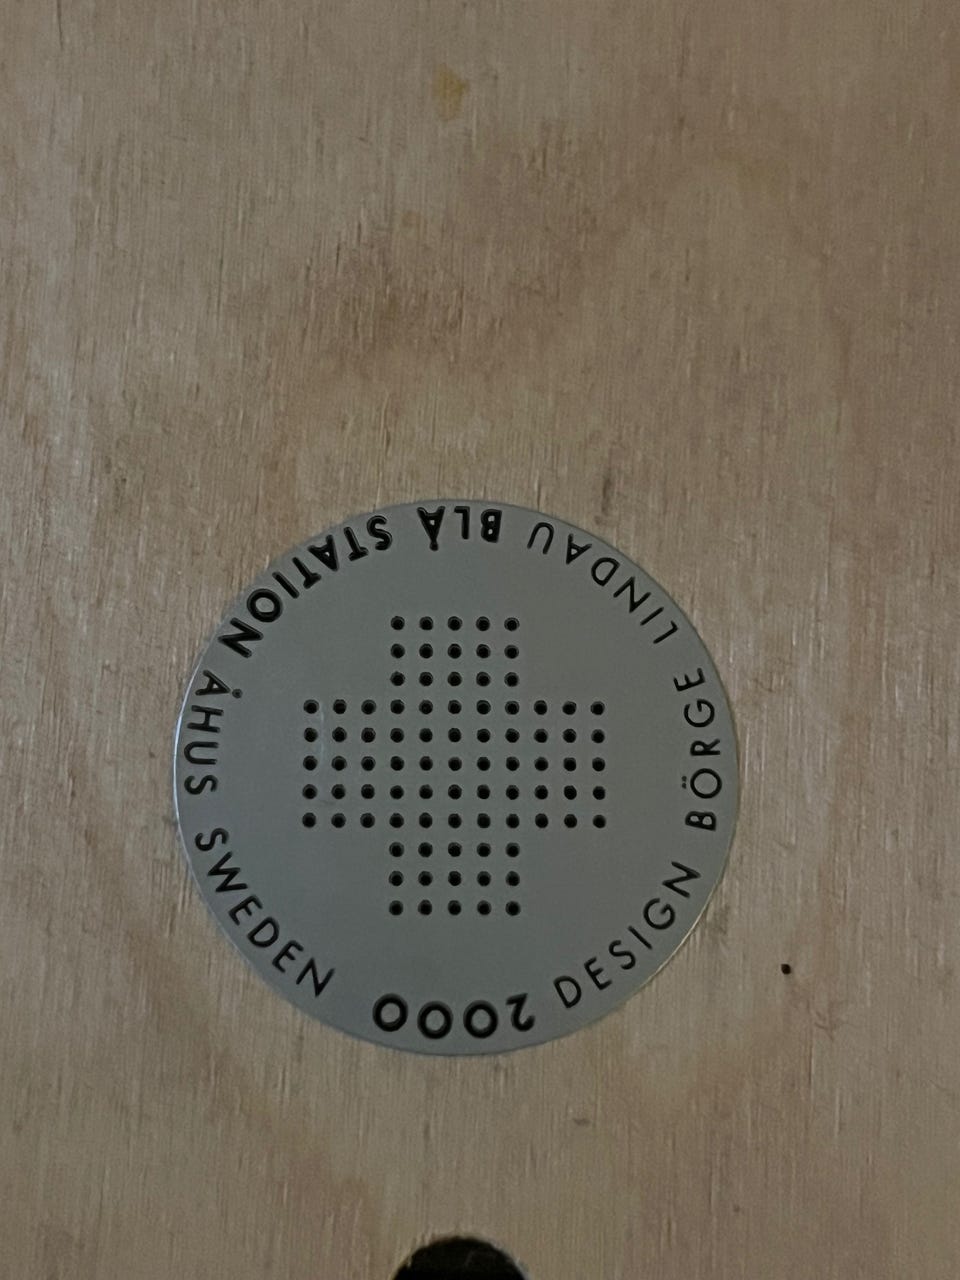 2000
DESIGN BÖRGE LINDAU BLÅ STATION ÅHUS SWEDEN